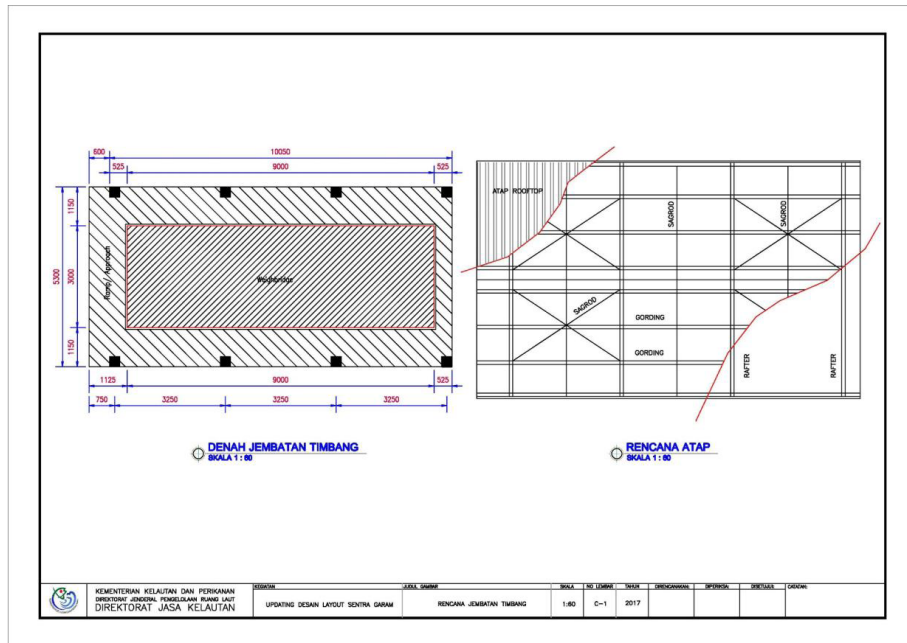 600
10050
525
9000
525
1150
5300
3000
1150
Ramp/Approach
Weighbridge
1125
9000
525
750
3250
3250
3250
DENAH JEMBATAN TIMBANG
SKALA 1 : 60
ATAP ROOFTOP
SAGROD
SAGROD
SAGROD
GORDING
GORDING
RAFTER
RAFTER
RENCANA ATAP
SKALA 1 : 60
KEMENTERIAN KELAUTAN DAN PERIKANAN
DIREKTORAT JENDERAL PENGELOLAAN RUANG LAUT
DIREKTORAT JASA KELAUTAN
KEGIATAN
UPDATING DESAIN LAYOUT SENTRA GARAM
JUDUL GAMBAR
RENCANA JEMBATAN TIMBANG
SKALA
1:60
NO LEMBAR
C-1
TAHUN
2017
DIRENCANAKAN:
DIPERIKSA:
DISETUJUI:
CATATAN: